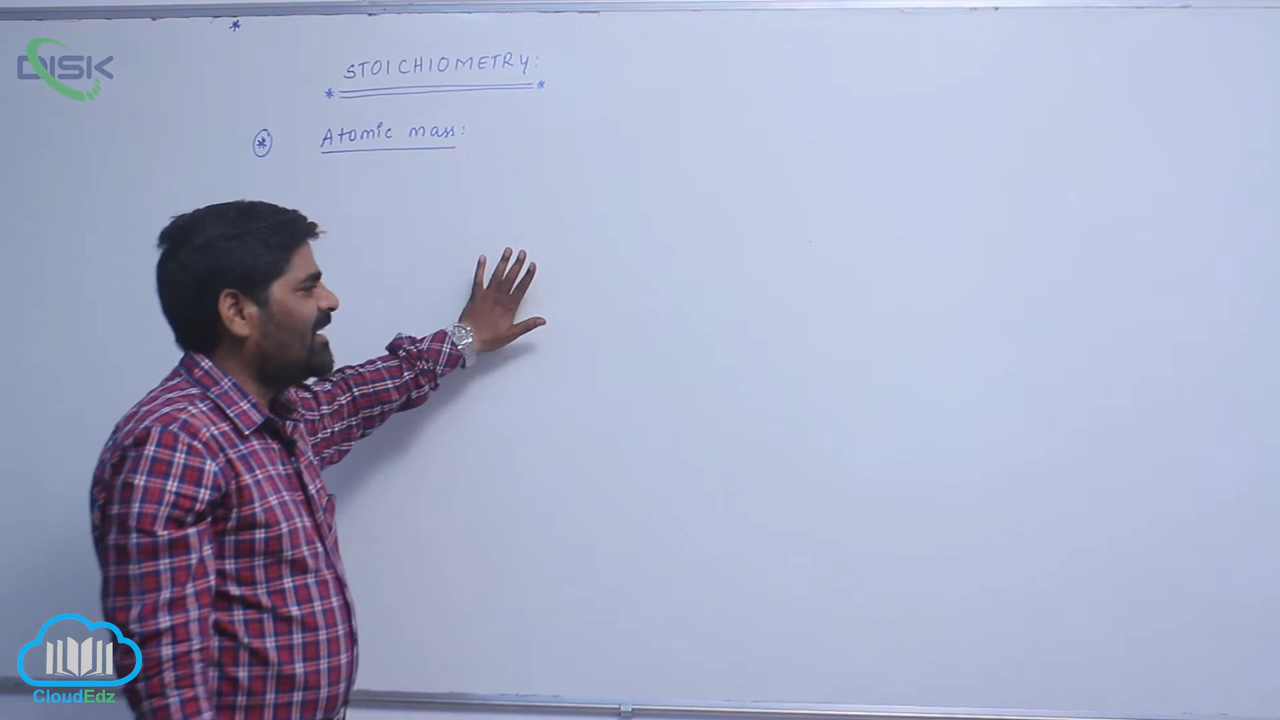 *
DISK
STOICHIOMETRY:
* *
* Atomic mass:
CloudEdz